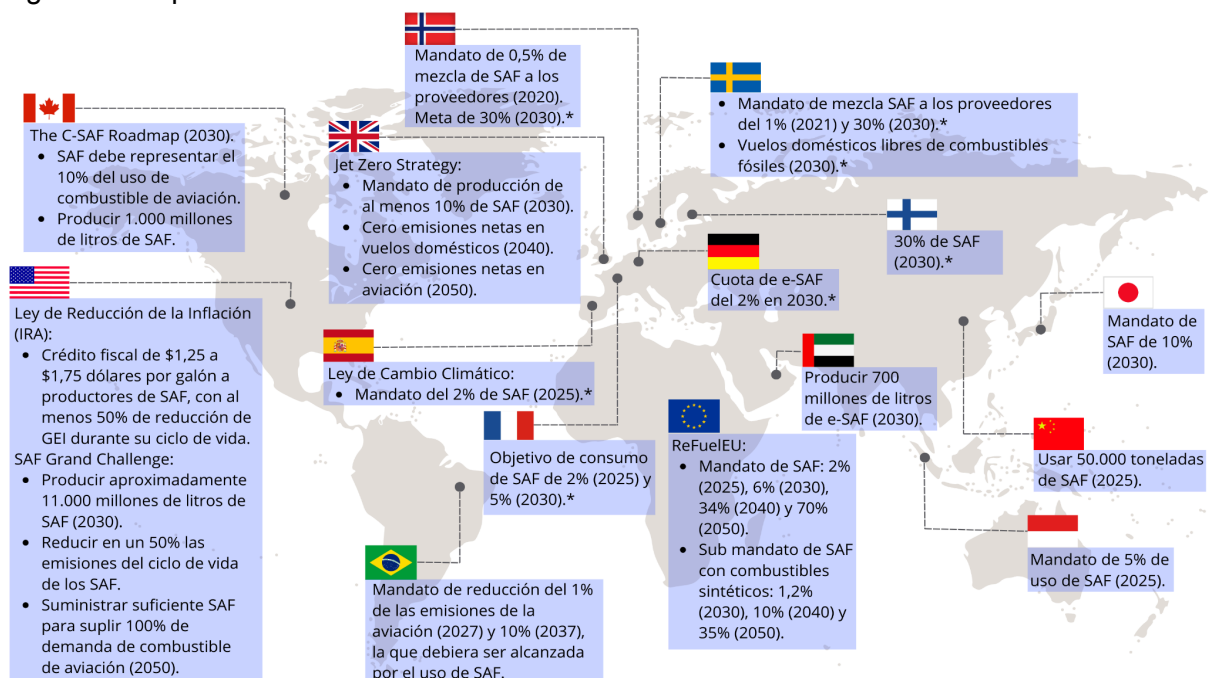 Mandato de 0,5% de
mezcla de SAF a los
proveedores (2020).
Meta de 30% (2030).*
• Mandato de mezcla SAF a los proveedores
del 1% (2021) y 30% (2030).*
• Vuelos domésticos libres de combustibles
fósiles (2030).*
The C-SAF Roadmap (2030).
• SAF debe representar el
10% del uso de
combustible de aviación.
• Producir 1.000 millones
de litros de SAF.
Jet Zero Strategy:
• Mandato de producción de
al menos 10% de SAF (2030).
• Cero emisiones netas en
vuelos domésticos (2040).
• Cero emisiones netas en
aviación (2050).
30% de SAF
(2030).*
Cuota de e-SAF
del 2% en 2030.*
Ley de Reducción de la Inflación
(IRA):
• Crédito fiscal de $1,25 a
$1,75 dólares por galón a
productores de SAF, con al
menos 50% de reducción de
GEI durante su ciclo de vida.
SAF Grand Challenge:
• Producir aproximadamente
11.000 millones de litros de
SAF (2030).
• Reducir en un 50% las
emisiones del ciclo de vida
de los SAF.
• Suministrar suficiente SAF
para suplir 100% de
demanda de combustible
de aviación (2050).
Mandato de
SAF de 10%
(2030).
Ley de Cambio Climático:
• Mandato del 2% de SAF (2025).*
Producir 700
millones de litros
de e-SAF (2030).
Objetivo de consumo
de SAF de 2% (2025) y
5% (2030).*
ReFuelEU:
• Mandato de SAF: 2%
(2025), 6% (2030),
34% (2040) y 70%
(2050).
• Sub mandato de SAF
con combustibles
sintéticos: 1,2%
(2030), 10% (2040) y
35% (2050).
Usar 50.000 toneladas
de SAF (2025).
Mandato de 5% de
uso de SAF (2025).
Mandato de reducción del 1%
de las emisiones de la
aviación (2027) y 10% (2037),
la que debiera ser alcanzada
por el uso de SAF.